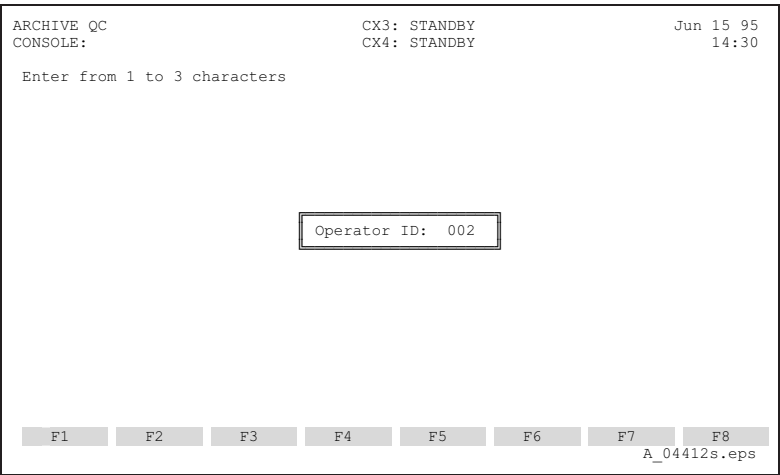 ARCHIVE QC CX3: STANDBY Jun 15 95
CONSOLE: CX4: STANDBY 14:30
Enter from 1 to 3 characters
Operator ID: 002
F1 F2 F3 F4 F5 F6 F7 F8
A_04412s.eps